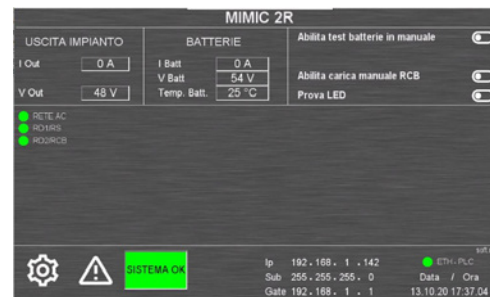 MIMIC 2R
USCITA IMPIANTO
I Out 0 A
V Out 48 V
BATTERIE
I Batt 0 A
V Batt 54 V
Temp. Batt. 25 °C
Abilita test batterie in manuale
Abilita carica manuale RCB
Prova LED
RETE AC
RD1/RS
RD2/RCB
SISTEMA OK
Ip 192.168. 1 .142
Sub 255.255.255. 0
Gate 192.168. 1 . 1
ETH-PLC
Data / Ora
13.10.20 17:37.04